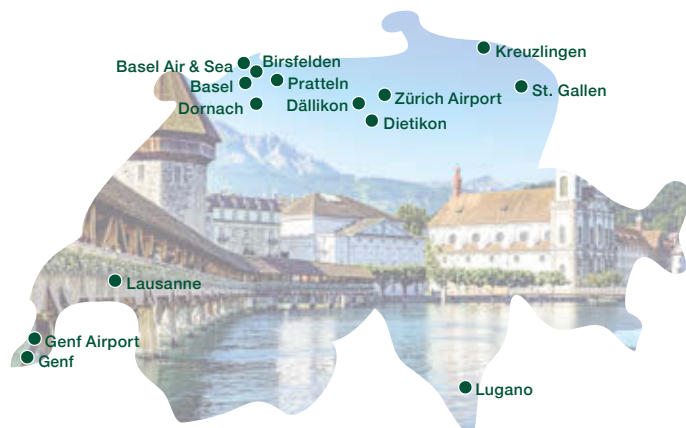 Kreuzlingen
Basel Air & Sea
Birsfelden
Basel
Pratteln
St. Gallen
Dornach
Dällikon
Zürich Airport
Dietikon
Lausanne
Genf Airport
Genf
Lugano